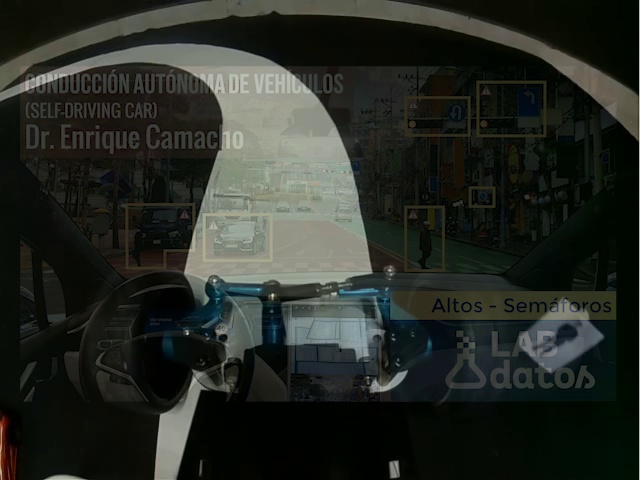 CONDUCCIÓN AUTÓNOMA DE VEHÍCULOS
(SELF-DRIVING CAR)
Dr. Enrique Camacho
Altos - Semáforos
LAB
datos